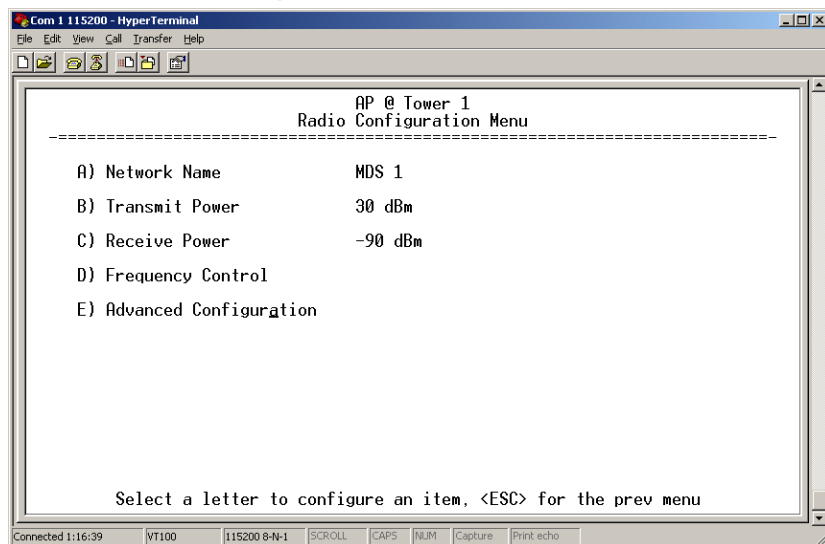 Com 1 115200 - HyperTerminal
File Edit View Call Transfer Help
AP @ Tower 1
Radio Configuration Menu
-==========================================================================-
A) Network Name MDS 1
B) Transmit Power 30 dBm
C) Receive Power -90 dBm
D) Frequency Control
E) Advanced Configuration
Select a letter to configure an item, <ESC> for the prev menu
Connected 1:16:39 VT100 115200 8-N-1 SCROLL CAPS NUM Capture Print echo